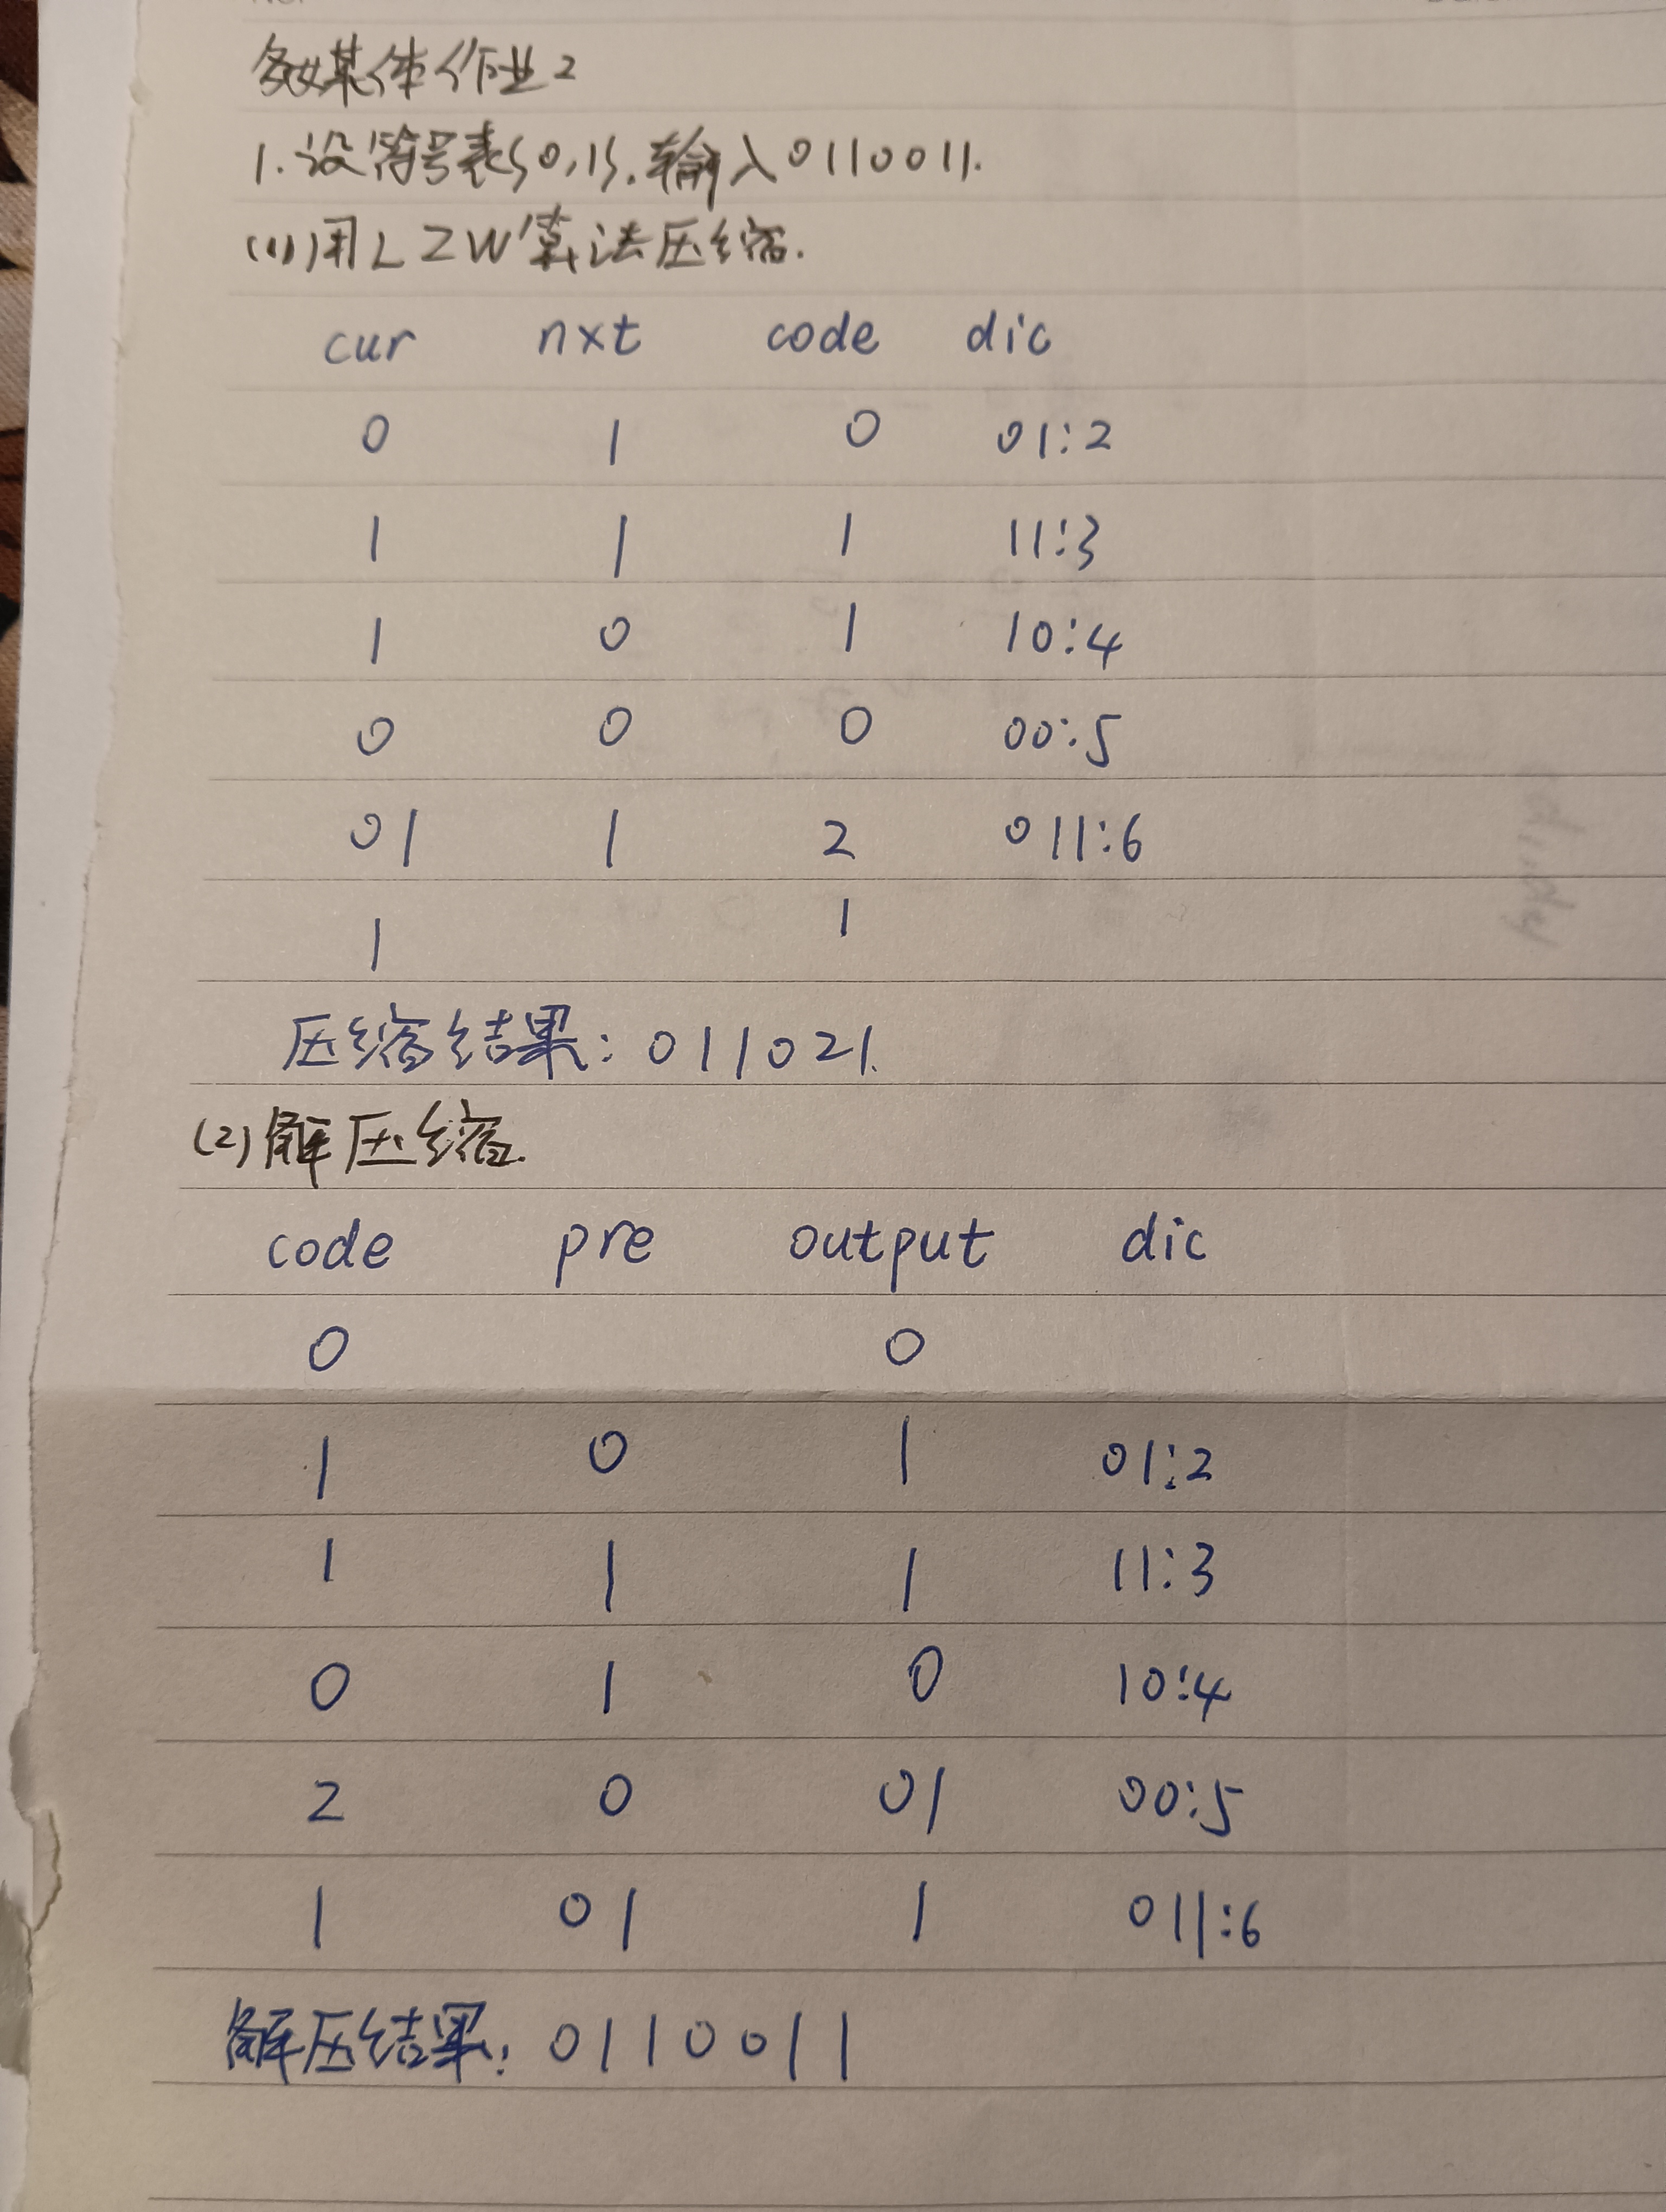 多媒体作业2
1.设符号表{0,1}.输入0110011.
(1)用LZW算法压缩.
cur nxt code dic
0 1 0 01:2
1 1 1 11:3
1 0 1 10:4
0 0 0 00:5
01 1 2 011:6
1 1
压缩结果:011021.
(2)解压缩.
code pre output dic
0 0
1 0 1 01:2
1 1 1 11:3
0 1 0 10:4
2 0 01 00:5
1 01 1 011:6
解压结果:0110011